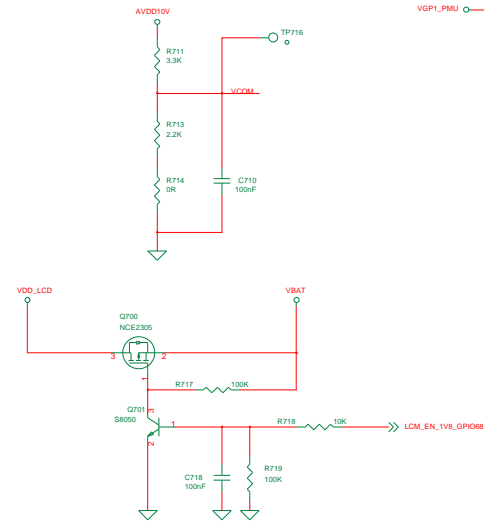 AVDD10V
VGP1_PMU
TP716
R711
3.3K
VCOM
R713
2.2K
R714
0R
C710
100nF
VDD_LCD
VBAT
Q700
NCE2305
3
2
1
R717
100K
Q701
S8050
3
1
2
R718
10K
LCM_EN_1V8_GPIO68
C718
100nF
R719
100K